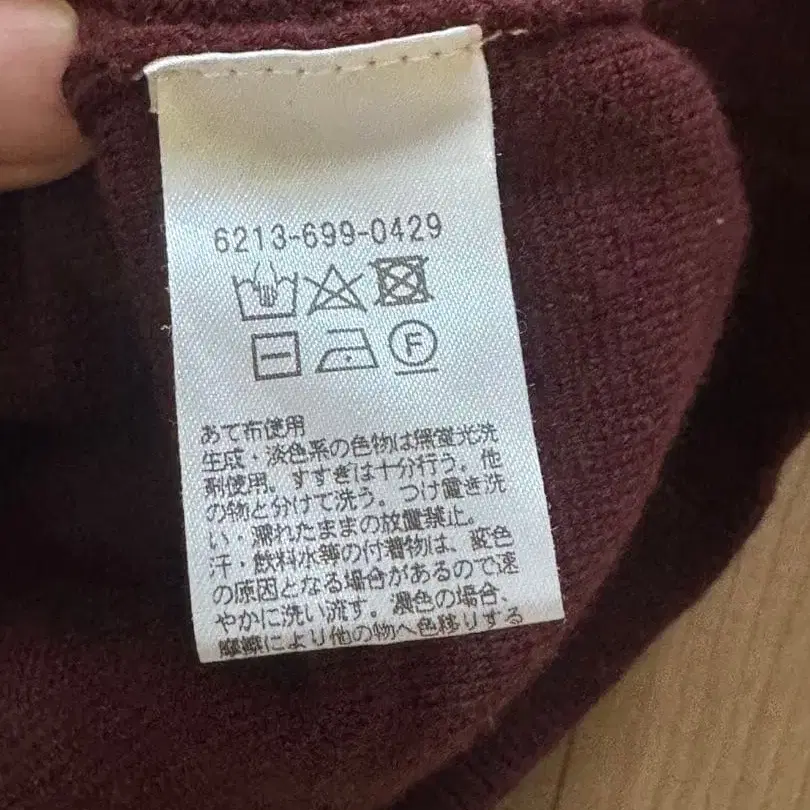 6213-699-0429
F
あて布使用
生成・淡色系の色物は無蛍光洗
剤使用。すすぎは十分行う。他
の物と分けて洗う。つけ置き洗
い・濡れたままの放置禁止。
汗・飲料水等の付着物は、変色
の原因となる場合があるので速
やかに洗い流す。濃色の場合、
摩擦により他の物へ色移りする